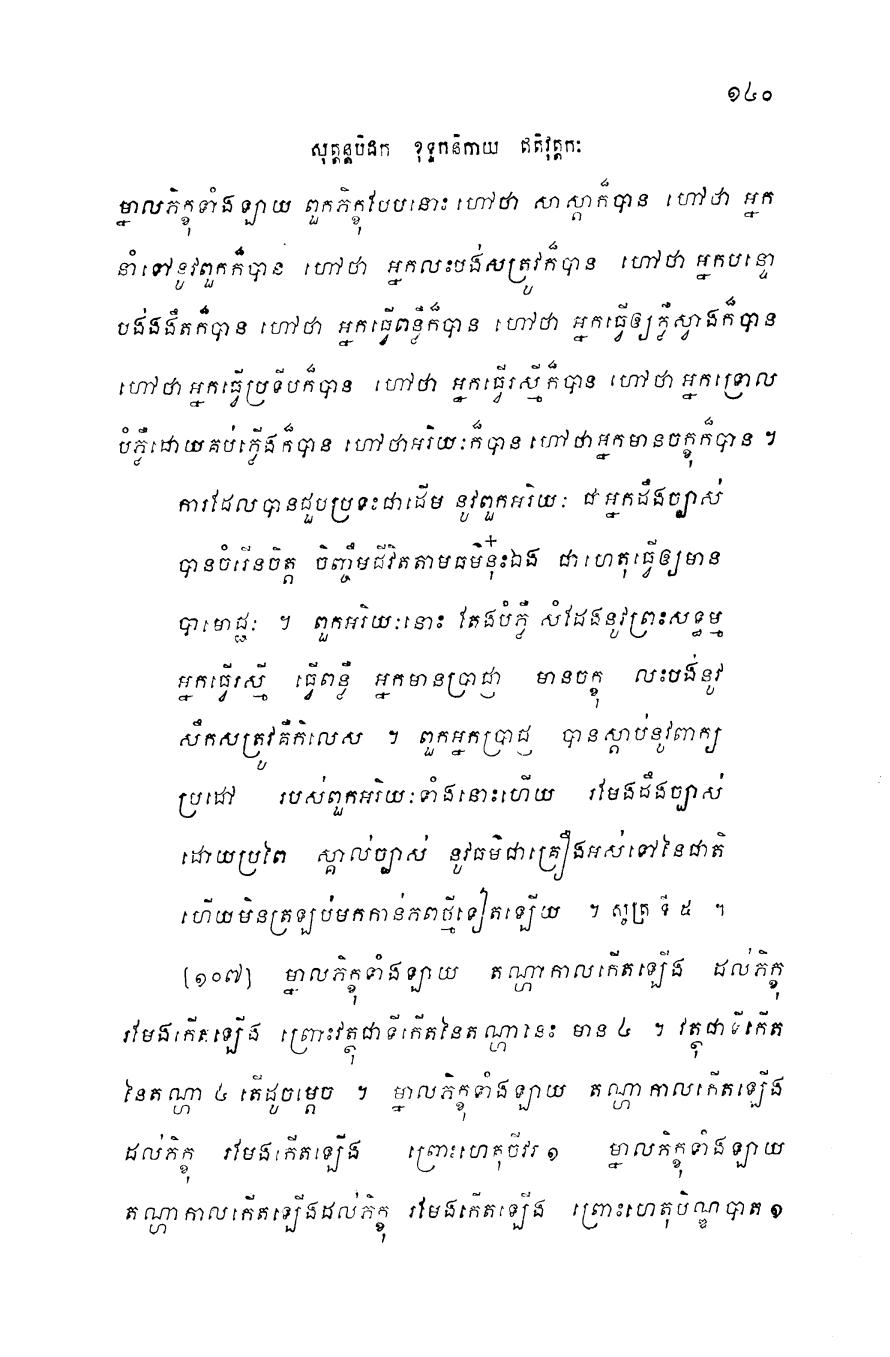 ១៤០
សុត្តន្តបិដក ខុទ្ទកនិកាយ ឥតិវុត្តកៈ
ម្នាលភិក្ខុទាំងឡាយ ពួកភិក្ខុបែបនោះ ហៅថា សាស្តាក៏បាន ហៅថា អ្នក
នាំទៅនូវពួកក៏បាន ហៅថា អ្នកលះបង់សត្រូវក៏បាន ហៅថា អ្នកបន្ទោ
បង់ងងឹតក៏បាន ហៅថា អ្នកធ្វើពន្លឺក៏បាន ហៅថា អ្នកធ្វើឲ្យភ្លឺស្វាងក៏បាន
ហៅថា អ្នកធ្វើប្រទីបក៏បាន ហៅថា អ្នកធ្វើរស្មីក៏បាន ហៅថា អ្នកទ្រោល
បំភ្លឺដោយគប់ភ្លើងក៏បាន ហៅថាអរិយៈក៏បាន ហៅថាអ្នកមានចក្ខុក៏បាន ។
ការដែលបានជួបប្រទះជាដើម នូវពួកអរិយៈ ជាអ្នកដឹងច្បាស់
បានចំរើនចិត្ត ចិញ្ចឹមជីវិតតាមធម៌នុ៎ះឯង ជាហេតុធ្វើឲ្យមាន
បាមោជ្ជៈ ។ ពួកអរិយៈនោះ តែងបំភ្លឺ សំដែងនូវព្រះសទ្ធម្ម
អ្នកធ្វើរស្មី ធ្វើពន្លឺ អ្នកមានប្រាជ្ញា មានចក្ខុ លះបង់នូវ
សឹកសត្រូវគឺកិលេស ។ ពួកអ្នកប្រាជ្ញ បានស្តាប់នូវពាក្យ
ប្រដៅ របស់ពួកអរិយៈទាំងនោះហើយ រមែងដឹងច្បាស់
ដោយប្រពៃ ស្គាល់ច្បាស់ នូវធម៌ជាគ្រឿងអស់ទៅនៃជាតិ
ហើយមិនត្រឡប់មកកាន់ភពថ្មីទៀតឡើយ ។ សូត្រ ទី ៥ ។
[១០៧] ម្នាលភិក្ខុទាំងឡាយ តណ្ហាកាលកើតឡើង ដល់ភិក្ខុ
រមែងកើតឡើង ព្រោះវត្ថុជាទីកើតនៃតណ្ហានេះ មាន ៤ ។ វត្ថុជាទីកើត
នៃតណ្ហា ៤ តើដូចម្តេច ។ ម្នាលភិក្ខុទាំងឡាយ តណ្ហាកាលកើតឡើង
ដល់ភិក្ខុ រមែងកើតឡើង ព្រោះហេតុចីវរ ១ ម្នាលភិក្ខុទាំងឡាយ
តណ្ហាកាលកើតឡើងដល់ភិក្ខុ រមែងកើតឡើង ព្រោះហេតុបិណ្ឌបាត ១